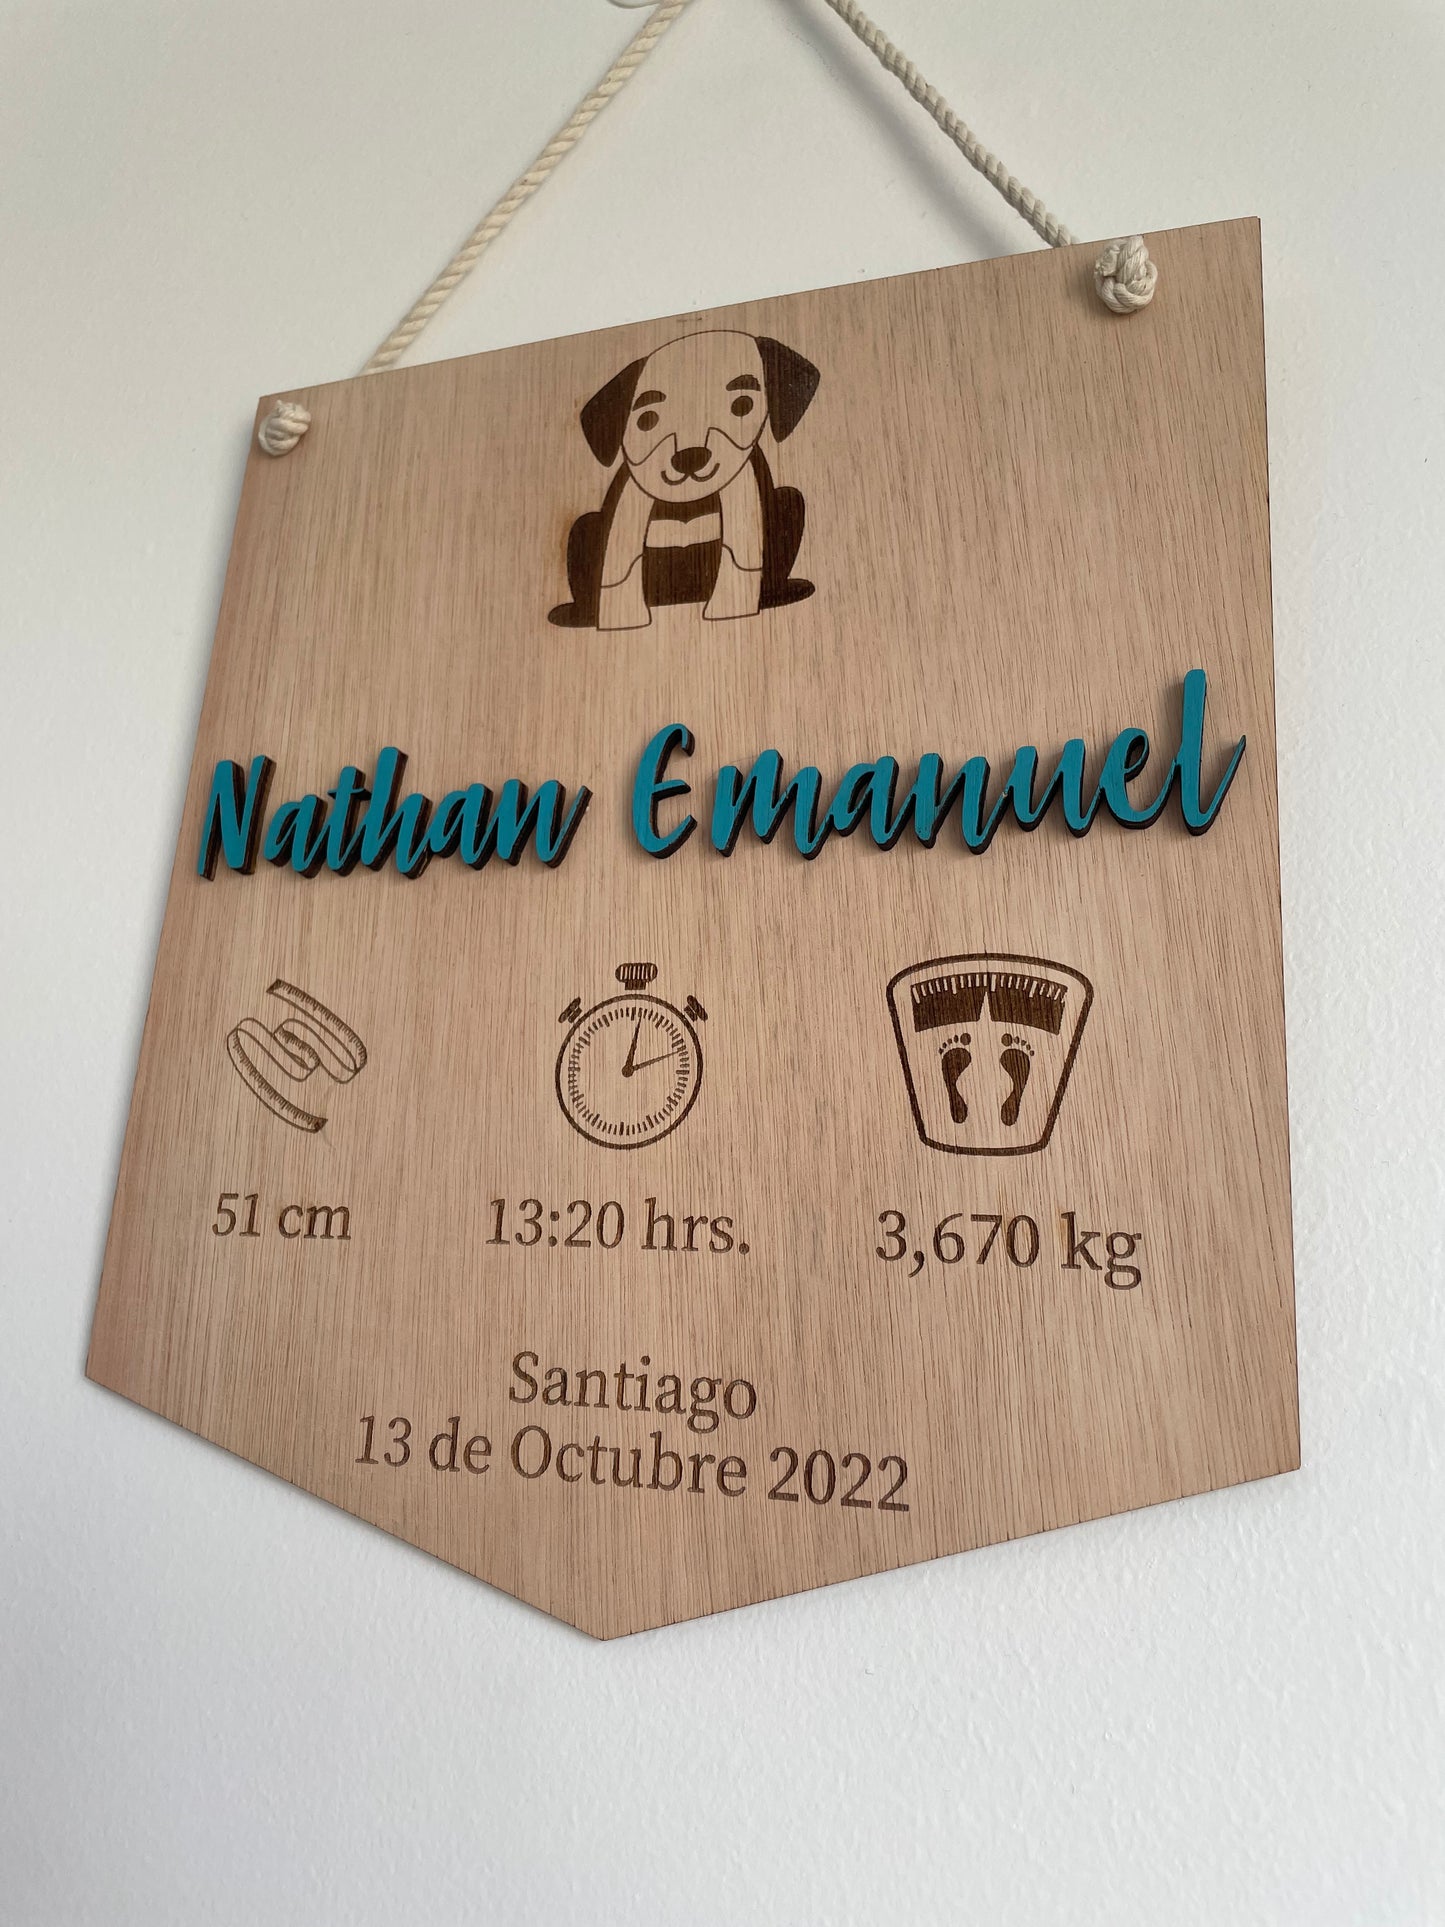 Nathan Emanuel
51 cm
13:20 hrs.
3,670 kg
Santiago
13 de Octubre 2022